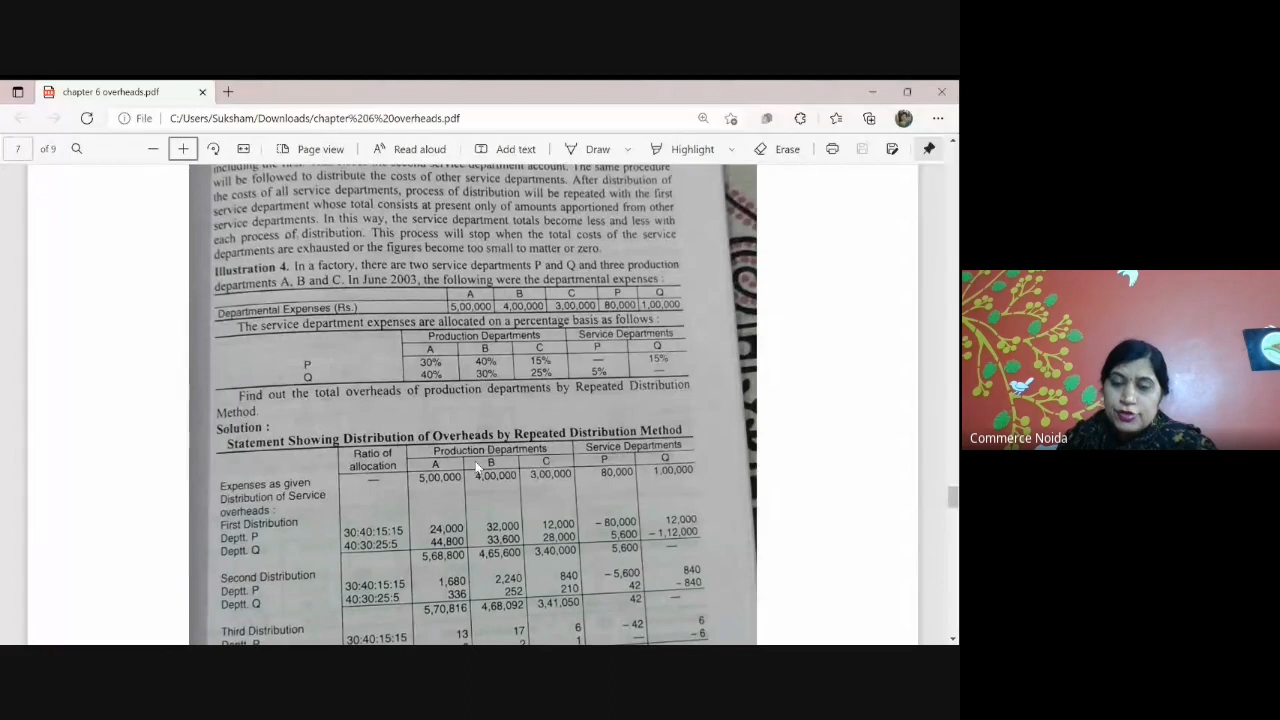 chapter 6 overheads.pdf
File C:/Users/Suksham/Downloads/chapter%206%20overheads.pdf
7 of 9 Page view Read aloud Add text Draw Highlight Erase
will be followed to distribute the costs of other service departments. After distribution of
the costs of all service departments, process of distribution will be repeated with the first
service department whose total consists at present only of amounts apportioned from other
service departments. In this way, the service department totals become less and less with
each process of distribution. This process will stop when the total costs of the service
departments are exhausted or the figures become too small to matter or zero.
Illustration 4. In a factory, there are two service departments P and Q and three production
departments A, B and C. In June 2003, the following were the departmental expenses :
A B C P Q
Departmental Expenses (Rs.) 5,00,000 4,00,000 3,00,000 80,000 1,00,000
The service department expenses are allocated on a percentage basis as follows :
Production Departments Service Departments
A B C P Q
P 30% 40% 15% — 15%
Q 40% 30% 25% 5% —
Find out the total overheads of production departments by Repeated Distribution
Method.
Solution :
Statement Showing Distribution of Overheads by Repeated Distribution Method
Ratio of allocation Production Departments Service Departments
A B C P Q
Expenses as given — 5,00,000 4,00,000 3,00,000 80,000 1,00,000
Distribution of Service
overheads :
First Distribution
Deptt. P 30:40:15:15 24,000 32,000 12,000 – 80,000 12,000
Deptt. Q 40:30:25:5 44,800 33,600 28,000 5,600 – 1,12,000
5,68,800 4,65,600 3,40,000 5,600 —
Second Distribution
Deptt. P 30:40:15:15 1,680 2,240 840 – 5,600 840
Deptt. Q 40:30:25:5 336 252 210 42 – 840
5,70,816 4,68,092 3,41,050 42 —
Third Distribution
30:40:15:15 13 17 6 – 42 6
1 — – 6
Commerce Noida